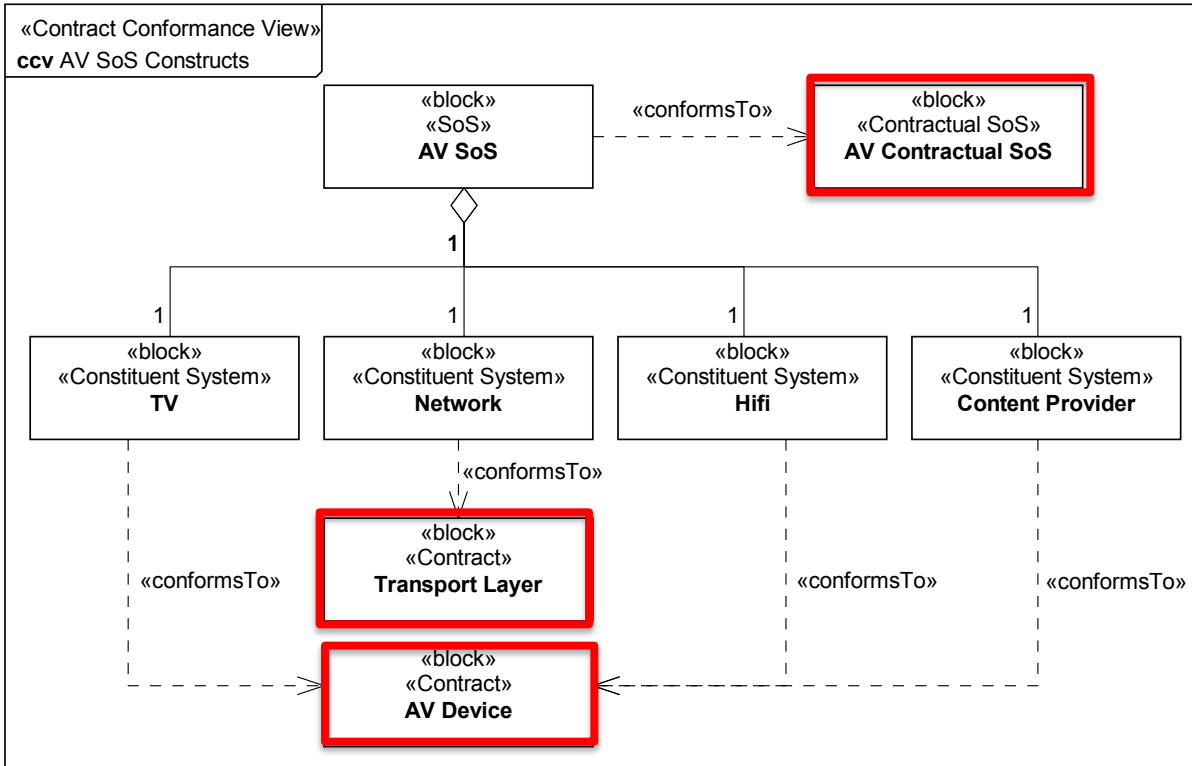 «Contract Conformance View»
ccv AV SoS Constructs
«block»
«SoS»
AV SoS
«conformsTo»
«block»
«Contractual SoS»
AV Contractual SoS
1
1
1
1
1
«block»
«Constituent System»
TV
«block»
«Constituent System»
Network
«block»
«Constituent System»
Hifi
«block»
«Constituent System»
Content Provider
«conformsTo»
«block»
«Contract»
Transport Layer
«conformsTo»
«conformsTo»
«conformsTo»
«block»
«Contract»
AV Device